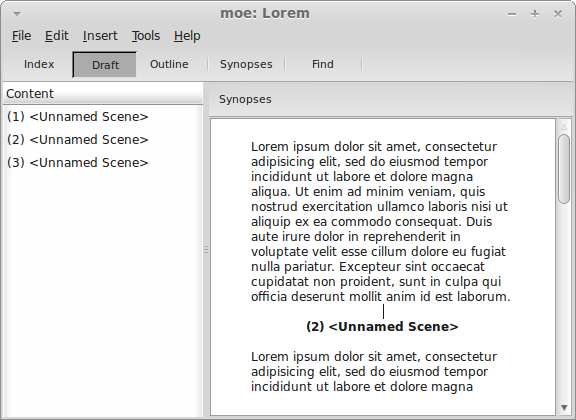 moe: Lorem
File Edit Insert Tools Help
Index Draft Outline Synopses Find
Content
(1) <Unnamed Scene>
(2) <Unnamed Scene>
(3) <Unnamed Scene>
Synopses
Lorem ipsum dolor sit amet, consectetur
adipisicing elit, sed do eiusmod tempor
incididunt ut labore et dolore magna
aliqua. Ut enim ad minim veniam, quis
nostrud exercitation ullamco laboris nisi ut
aliquip ex ea commodo consequat. Duis
aute irure dolor in reprehenderit in
voluptate velit esse cillum dolore eu fugiat
nulla pariatur. Excepteur sint occaecat
cupidatat non proident, sunt in culpa qui
officia deserunt mollit anim id est laborum.
(2) <Unnamed Scene>
Lorem ipsum dolor sit amet, consectetur
adipisicing elit, sed do eiusmod tempor
incididunt ut labore et dolore magna